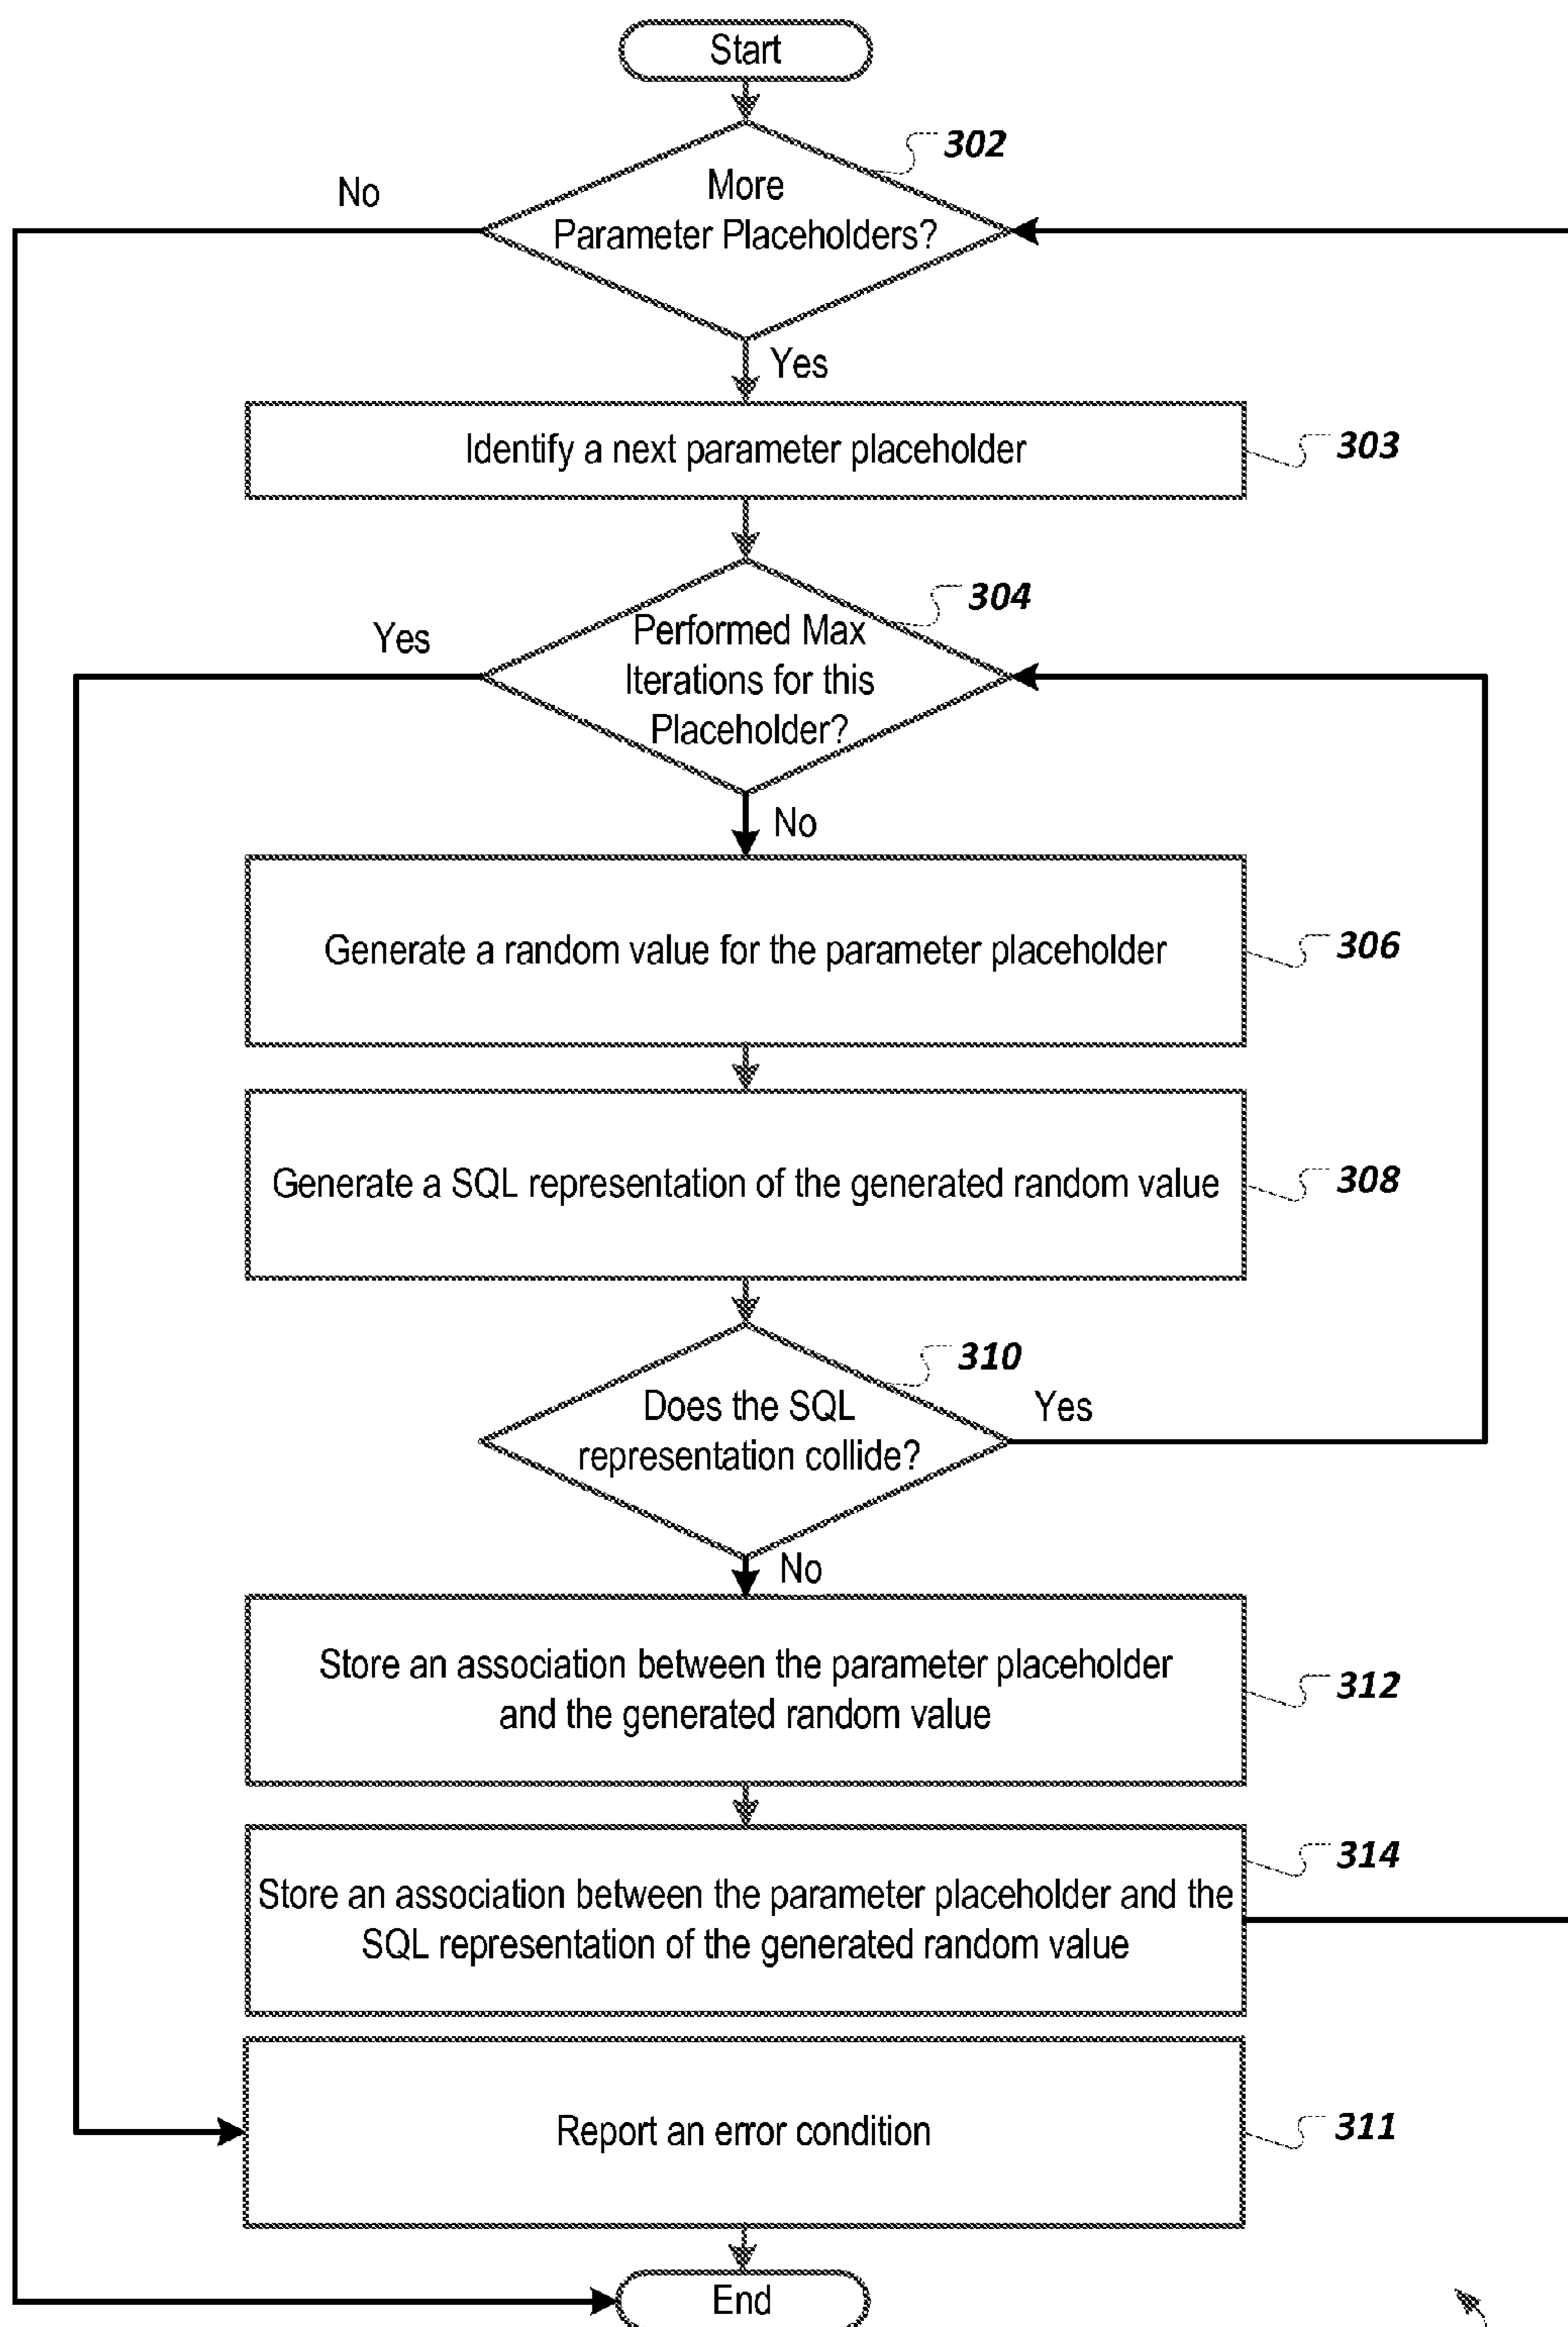 Start
302
No
More
Parameter Placeholders?
Yes
Identify a next parameter placeholder
303
304
Yes
Performed Max
Iterations for this
Placeholder?
No
Generate a random value for the parameter placeholder
306
Generate a SQL representation of the generated random value
308
310
Does the SQL
representation collide?
Yes
No
Store an association between the parameter placeholder
and the generated random value
312
314
Store an association between the parameter placeholder and the
SQL representation of the generated random value
Report an error condition
311
End